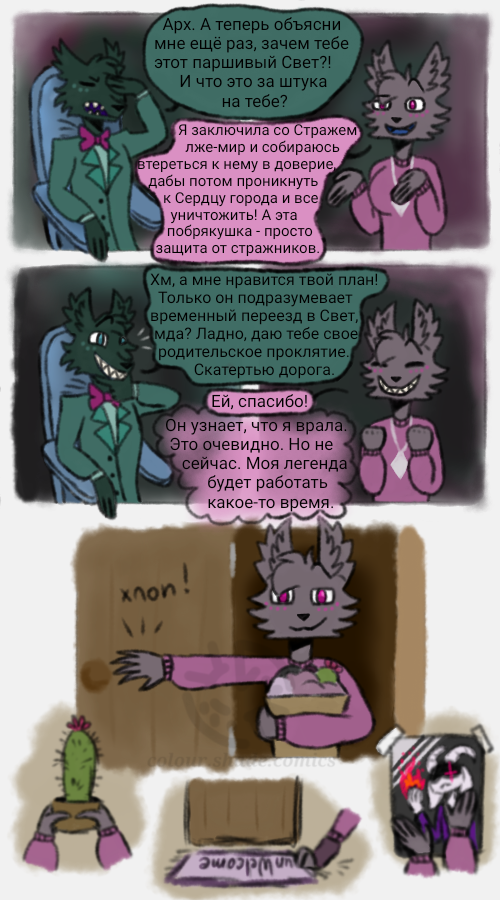 Арх. А теперь объясни
мне ещё раз, зачем тебе
этот паршивый Свет?!
И что это за штука
на тебе?
Я заключила со Стражем
лже-мир и собираюсь
втереться к нему в доверие,
дабы потом проникнуть
к Сердцу города и все
уничтожить! А эта
побрякушка - просто
защита от стражников.
Хм, а мне нравится твой план!
Только он подразумевает
временный переезд в Свет,
мда? Ладно, даю тебе свое
родительское проклятие.
Скатертью дорога.
Ей, спасибо!
Он узнает, что я врала.
Это очевидно. Но не
сейчас. Моя легенда
будет работать
какое-то время.
хлоп!
unWelcome